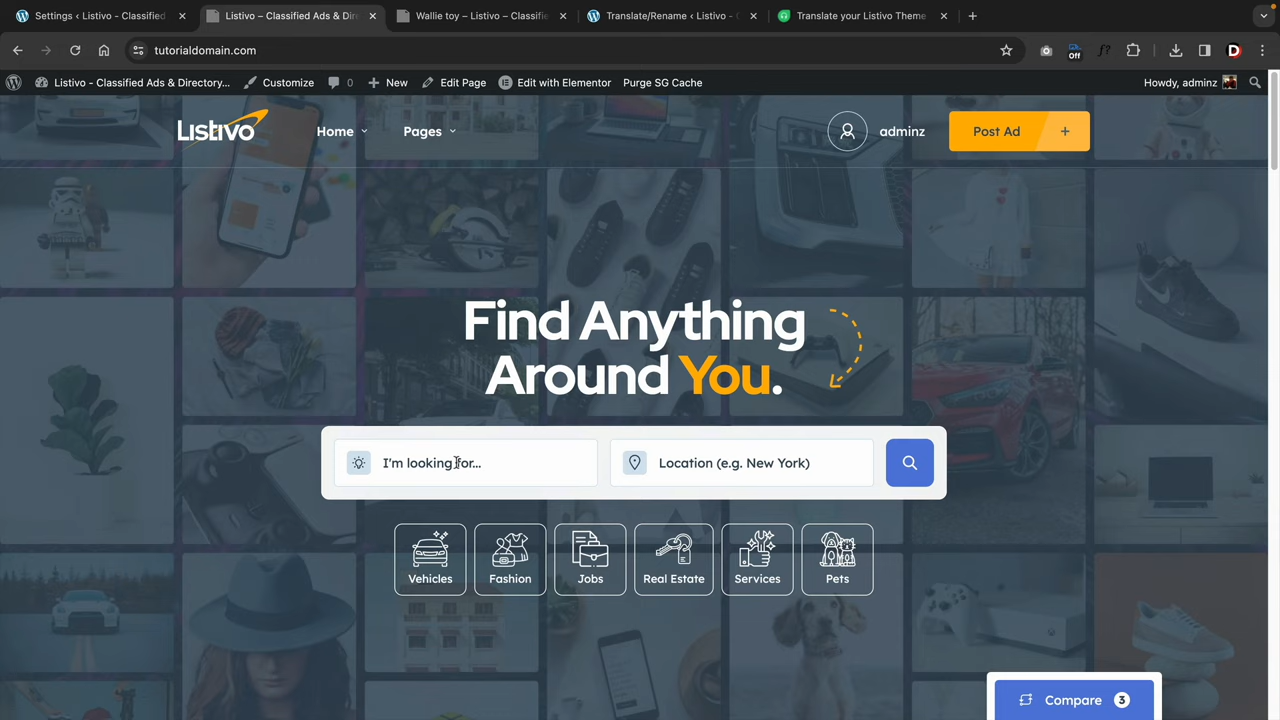 Settings ‹ Listivo - Classified
Listivo – Classified Ads & Dire
Wallie toy – Listivo – Classifie
Translate/Rename ‹ Listivo - C
Translate your Listivo Theme
tutorialdomain.com
Off
f?
D
Listivo - Classified Ads & Directory...
Customize
0
New
Edit Page
Edit with Elementor
Purge SG Cache
Howdy, adminz
Listivo
Home
Pages
adminz
Post Ad +
Find Anything
Around You.
I'm looking for...
Location (e.g. New York)
Vehicles
Fashion
Jobs
Real Estate
Services
Pets
Compare 3